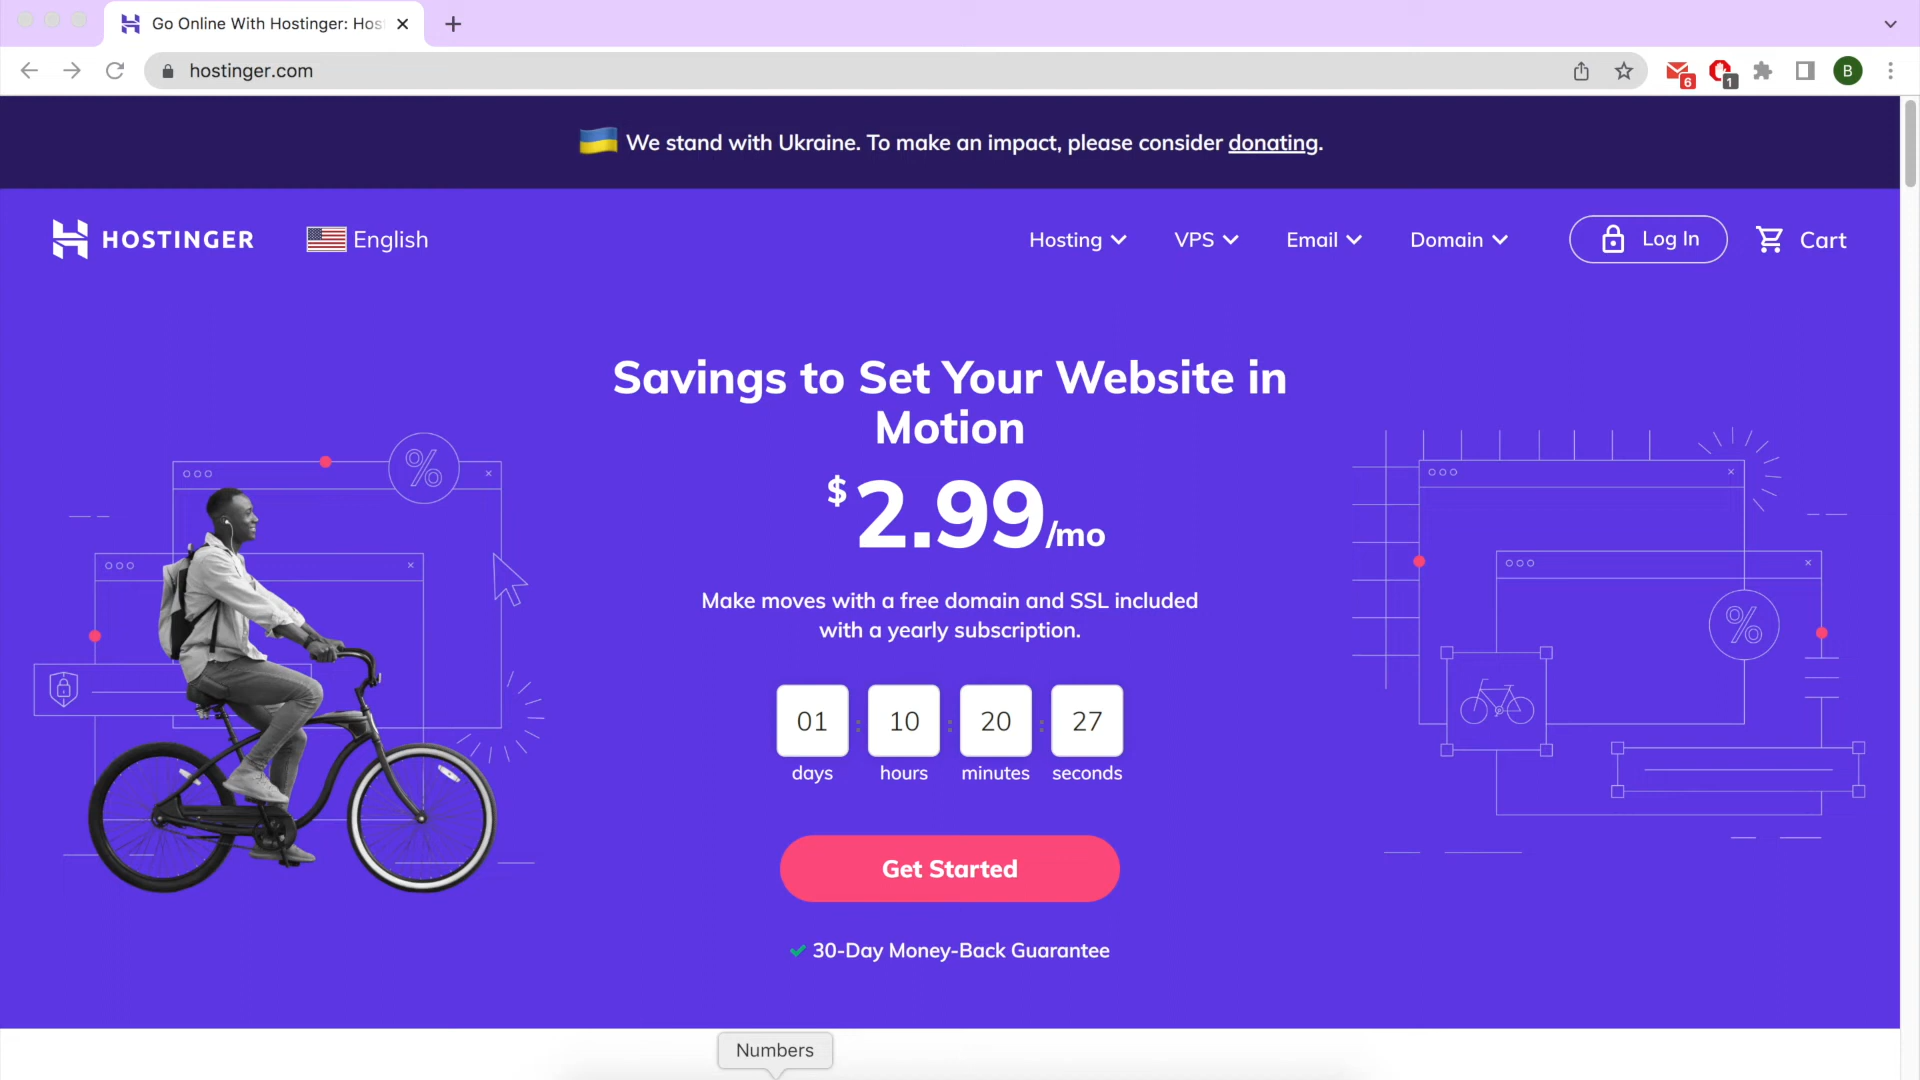 Go Online With Hostinger: Hos
hostinger.com
6
1
B
We stand with Ukraine. To make an impact, please consider donating.
HOSTINGER
English
Hosting
VPS
Email
Domain
Log In
Cart
Savings to Set Your Website in
Motion
$2.99/mo
Make moves with a free domain and SSL included
with a yearly subscription.
01 : 10 : 20 : 27
days hours minutes seconds
Get Started
30-Day Money-Back Guarantee
%
%
Numbers